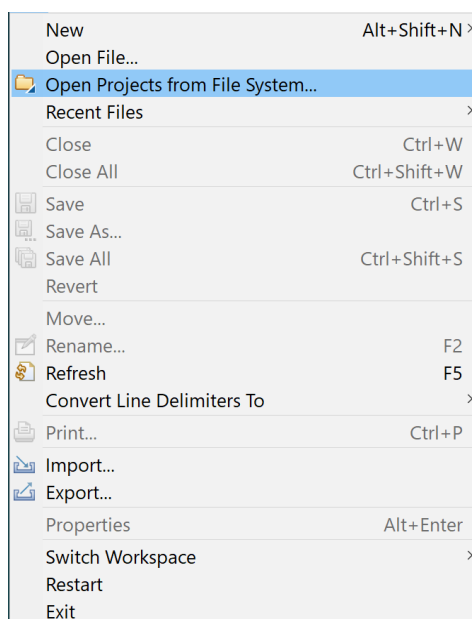 New Alt+Shift+N >
Open File...
Open Projects from File System...
Recent Files >
Close Ctrl+W
Close All Ctrl+Shift+W
Save Ctrl+S
Save As...
Save All Ctrl+Shift+S
Revert
Move...
Rename... F2
Refresh F5
Convert Line Delimiters To >
Print... Ctrl+P
Import...
Export...
Properties Alt+Enter
Switch Workspace >
Restart
Exit